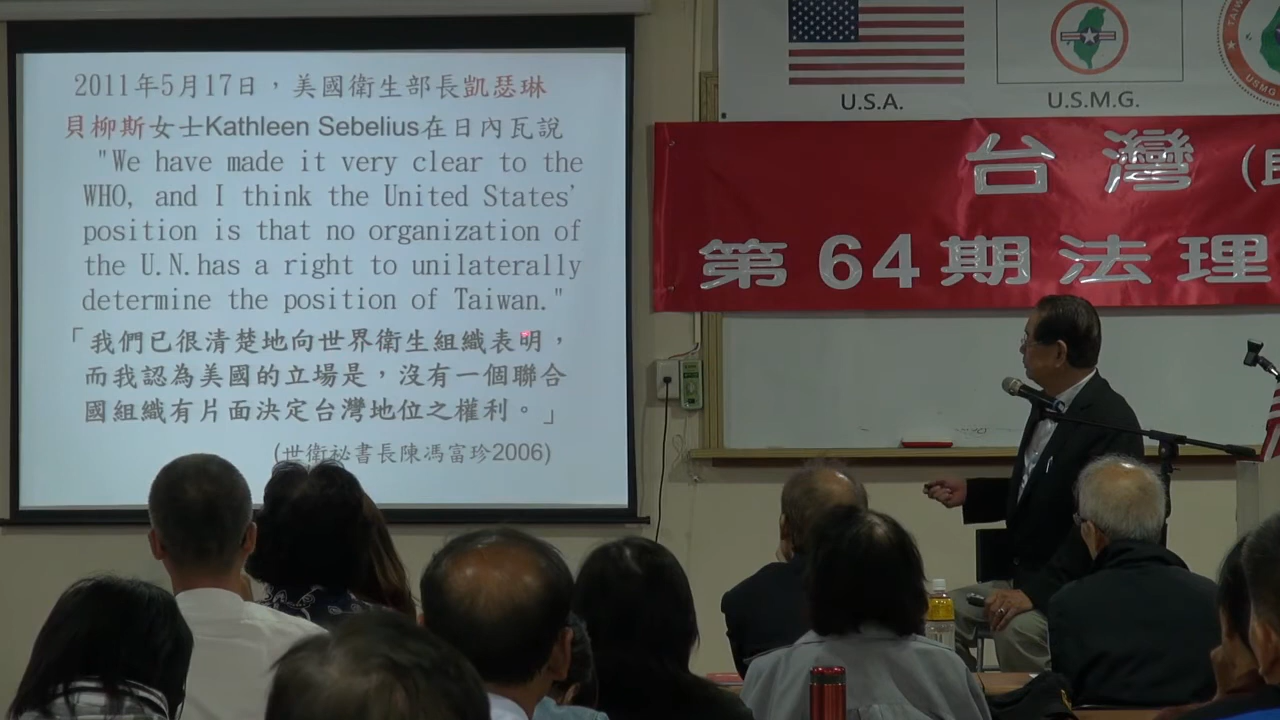 2011年5月17日，美國衛生部長凱瑟琳
貝柳斯女士Kathleen Sebelius在日內瓦說
"We have made it very clear to the
WHO, and I think the United States'
position is that no organization of
the U.N.has a right to unilaterally
determine the position of Taiwan."
「我們已很清楚地向世界衛生組織表明，
而我認為美國的立場是，沒有一個聯合
國組織有片面決定台灣地位之權利。」
(世衛祕書長陳馮富珍2006)
U.S.A.
U.S.M.G.
台灣
第64期法理